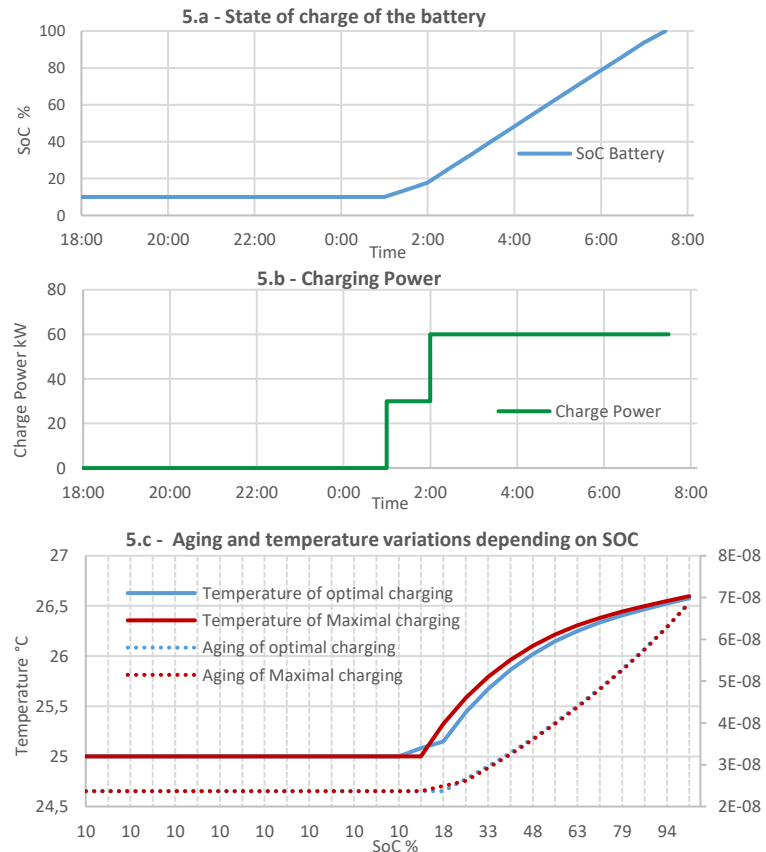 5.a - State of charge of the battery
100
80
60
40
20
0
SoC %
SoC Battery
18:00 20:00 22:00 0:00 2:00 4:00 6:00 8:00
Time
5.b - Charging Power
80
60
40
20
0
Charge Power kW
Charge Power
18:00 20:00 22:00 0:00 2:00 4:00 6:00 8:00
Time
5.c - Aging and temperature variations depending on SOC
27
26,5
26
25,5
25
24,5
Temperature °C
Temperature of optimal charging
Temperature of Maximal charging
Aging of optimal charging
Aging of Maximal charging
8E-08
7E-08
6E-08
5E-08
4E-08
3E-08
2E-08
10 10 10 10 10 10 10 10 18 33 48 63 79 94
SoC %